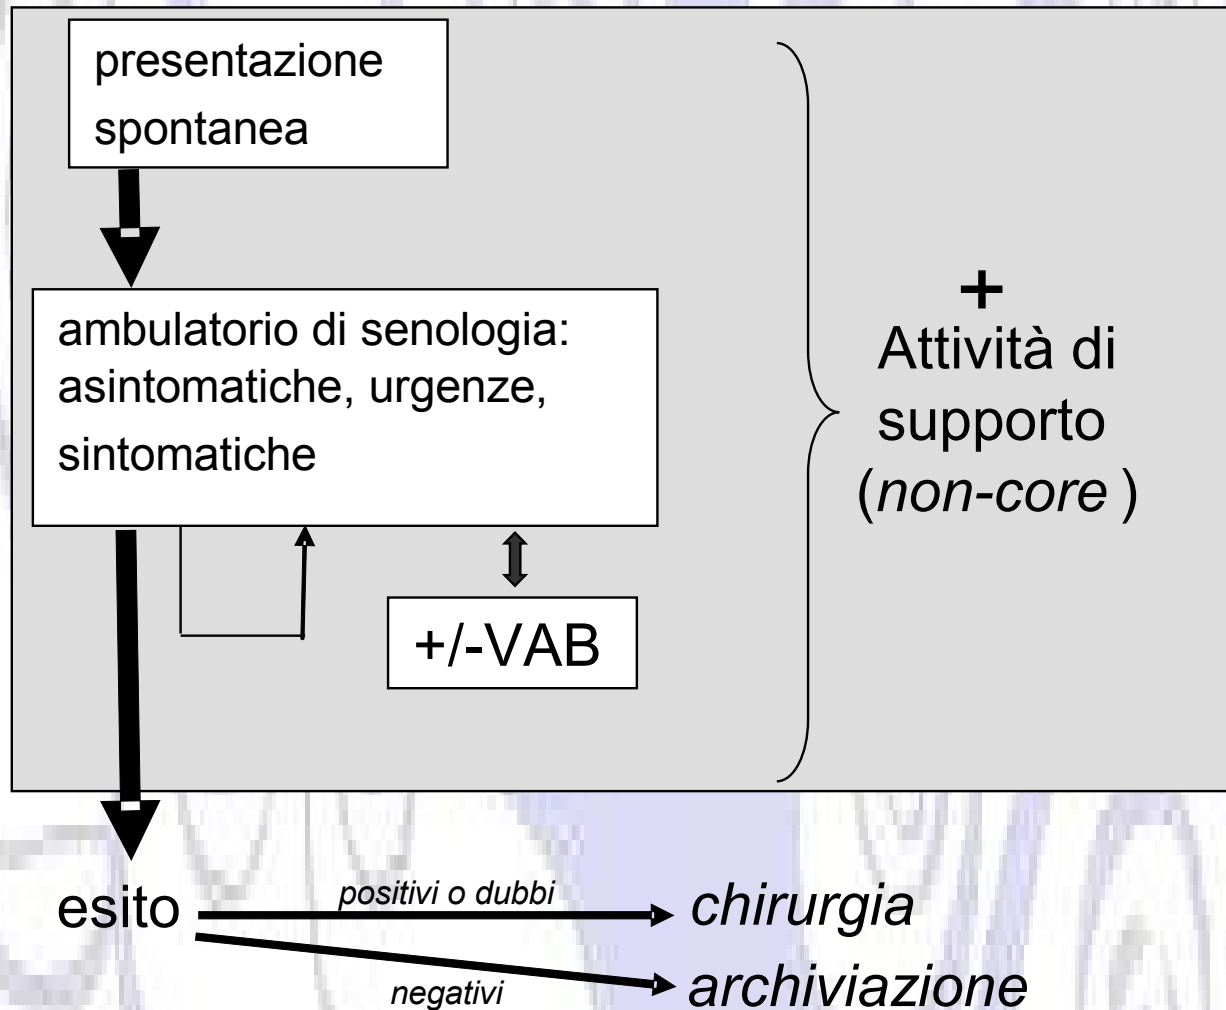 presentazione
spontanea
ambulatorio di senologia:
asintomatiche, urgenze,
sintomatiche
+/-VAB
+
Attività di
supporto
(non-core )
esito
positivi o dubbi
chirurgia
negativi
archiviazione